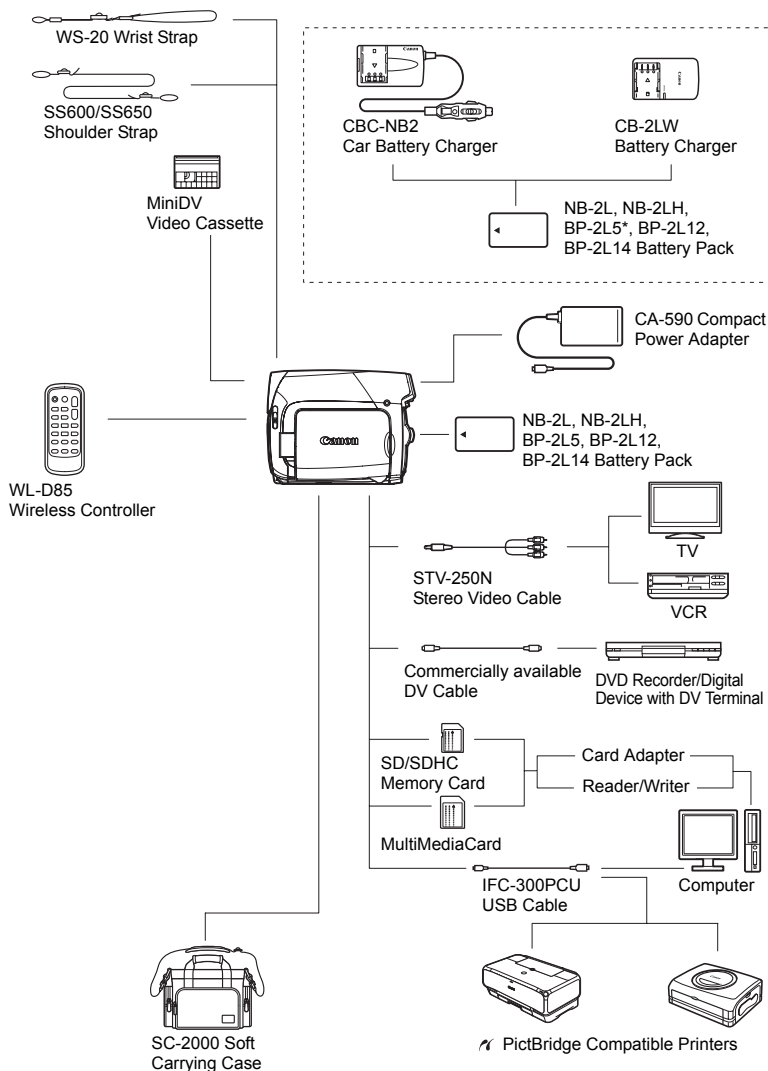 WS-20 Wrist Strap
SS600/SS650
Shoulder Strap
MiniDV
Video Cassette
Canon
CBC-NB2
Car Battery Charger
Canon
CB-2LW
Battery Charger
NB-2L, NB-2LH,
BP-2L5*, BP-2L12,
BP-2L14 Battery Pack
CA-590 Compact
Power Adapter
Canon
NB-2L, NB-2LH,
BP-2L5, BP-2L12,
BP-2L14 Battery Pack
WL-D85
Wireless Controller
STV-250N
Stereo Video Cable
TV
VCR
Commercially available
DV Cable
DVD Recorder/Digital
Device with DV Terminal
SD/SDHC
Memory Card
Card Adapter
Reader/Writer
MultiMediaCard
IFC-300PCU
USB Cable
Computer
SC-2000 Soft
Carrying Case
PictBridge Compatible Printers